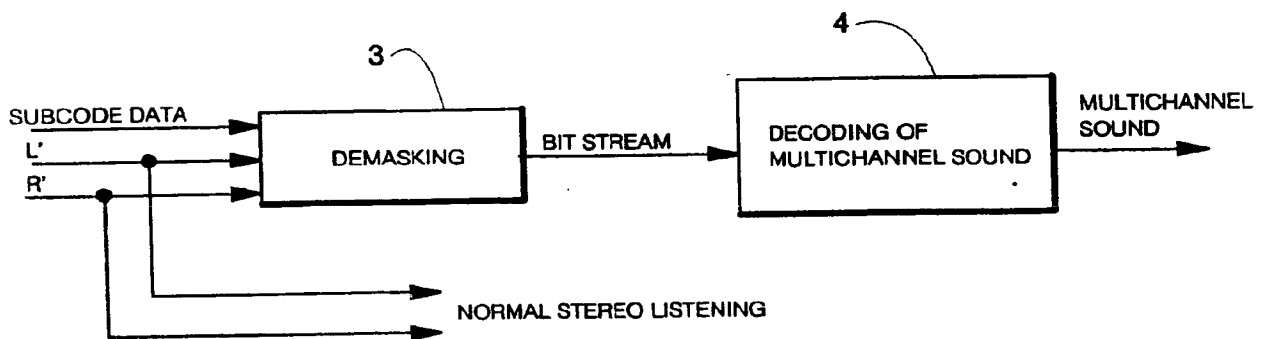 3
4
SUBCODE DATA
L'
R'
DEMASKING
BIT STREAM
DECODING OF
MULTICHANNEL SOUND
MULTICHANNEL
SOUND
NORMAL STEREO LISTENING